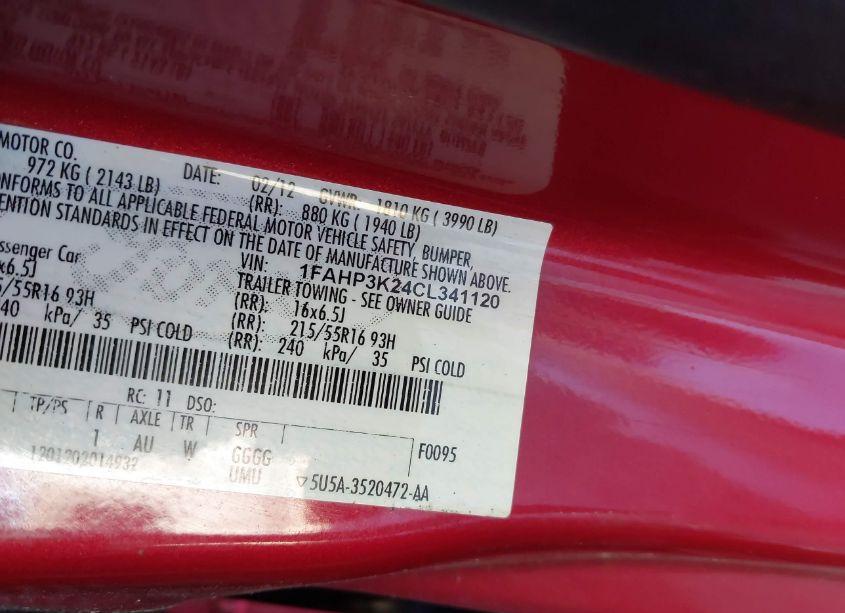 MOTOR CO.
DATE: 02/12 GVWR: 1810 KG ( 3990 LB)
972 KG ( 2143 LB) (RR): 880 KG ( 1940 LB)
ONFORMS TO ALL APPLICABLE FEDERAL MOTOR VEHICLE SAFETY, BUMPER,
ENTION STANDARDS IN EFFECT ON THE DATE OF MANUFACTURE SHOWN ABOVE.
VIN: 1FAHP3K24CL341120
ssenger Car TRAILER TOWING - SEE OWNER GUIDE
x6.5J (RR): 16x6.5J
5/55R16 93H (RR): 215/55R16 93H
40 kPa/ 35 PSI COLD (RR): 240 kPa/ 35 PSI COLD
RC: 11 DSO:
TP/PS R AXLE TR SPR
1 AU W GGGG F0095
1201202014932 UMU ▽5U5A-3520472-AA